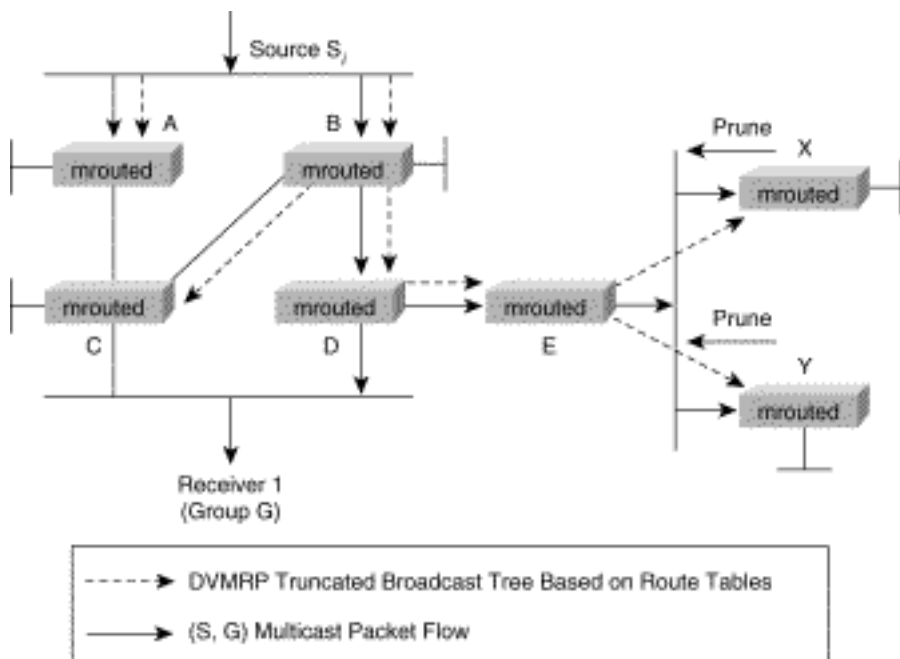 Source Si
A
B
Prune
X
mrouted
mrouted
mrouted
mrouted
mrouted
mrouted
Prune
C
D
E
Y
mrouted
Receiver 1
(Group G)
DVMRP Truncated Broadcast Tree Based on Route Tables
(S, G) Multicast Packet Flow